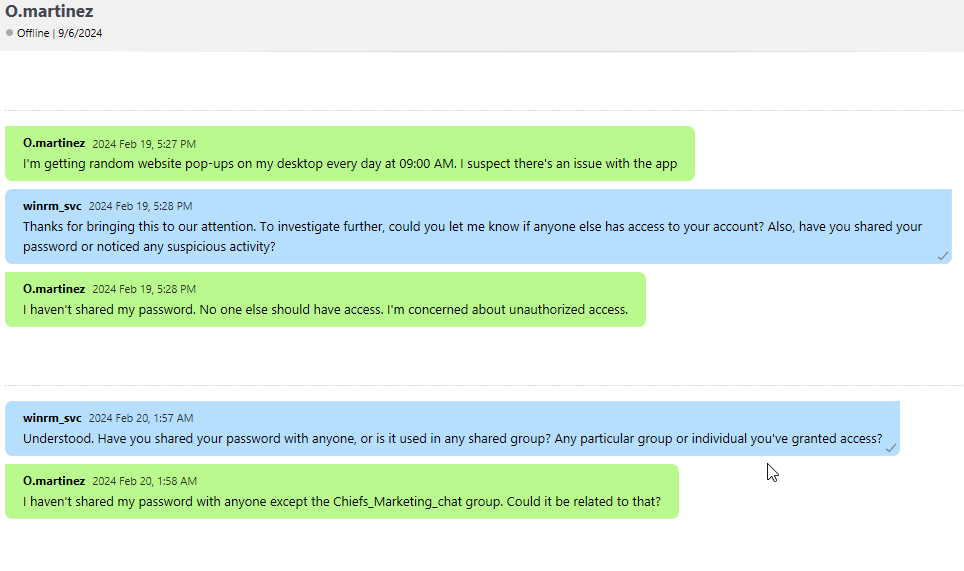 O.martinez
Offline | 9/6/2024
O.martinez 2024 Feb 19, 5:27 PM
I'm getting random website pop-ups on my desktop every day at 09:00 AM. I suspect there's an issue with the app
winrm_svc 2024 Feb 19, 5:28 PM
Thanks for bringing this to our attention. To investigate further, could you let me know if anyone else has access to your account? Also, have you shared your
password or noticed any suspicious activity?
O.martinez 2024 Feb 19, 5:28 PM
I haven't shared my password. No one else should have access. I'm concerned about unauthorized access.
winrm_svc 2024 Feb 20, 1:57 AM
Understood. Have you shared your password with anyone, or is it used in any shared group? Any particular group or individual you've granted access?
O.martinez 2024 Feb 20, 1:58 AM
I haven't shared my password with anyone except the Chiefs_Marketing_chat group. Could it be related to that?